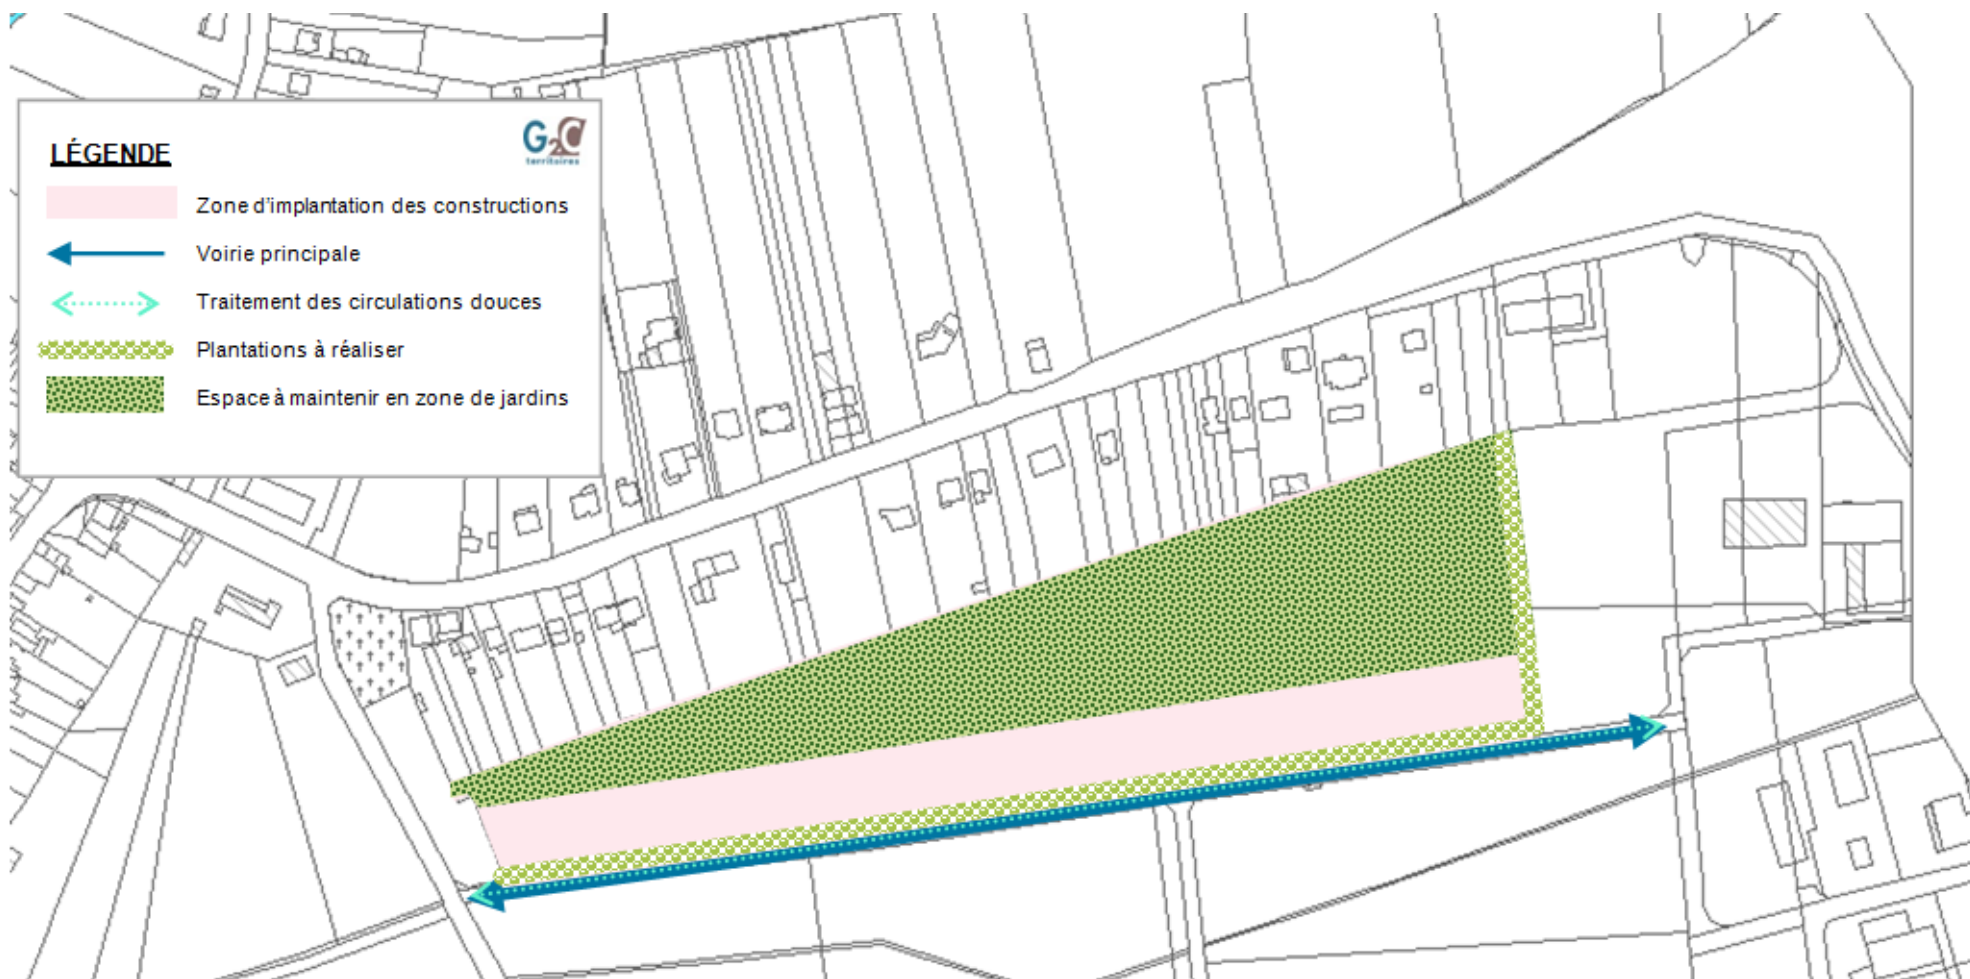 LÉGENDE
G2C
territoires
Zone d'implantation des constructions
Voirie principale
Traitement des circulations douces
Plantations à réaliser
Espace à maintenir en zone de jardins